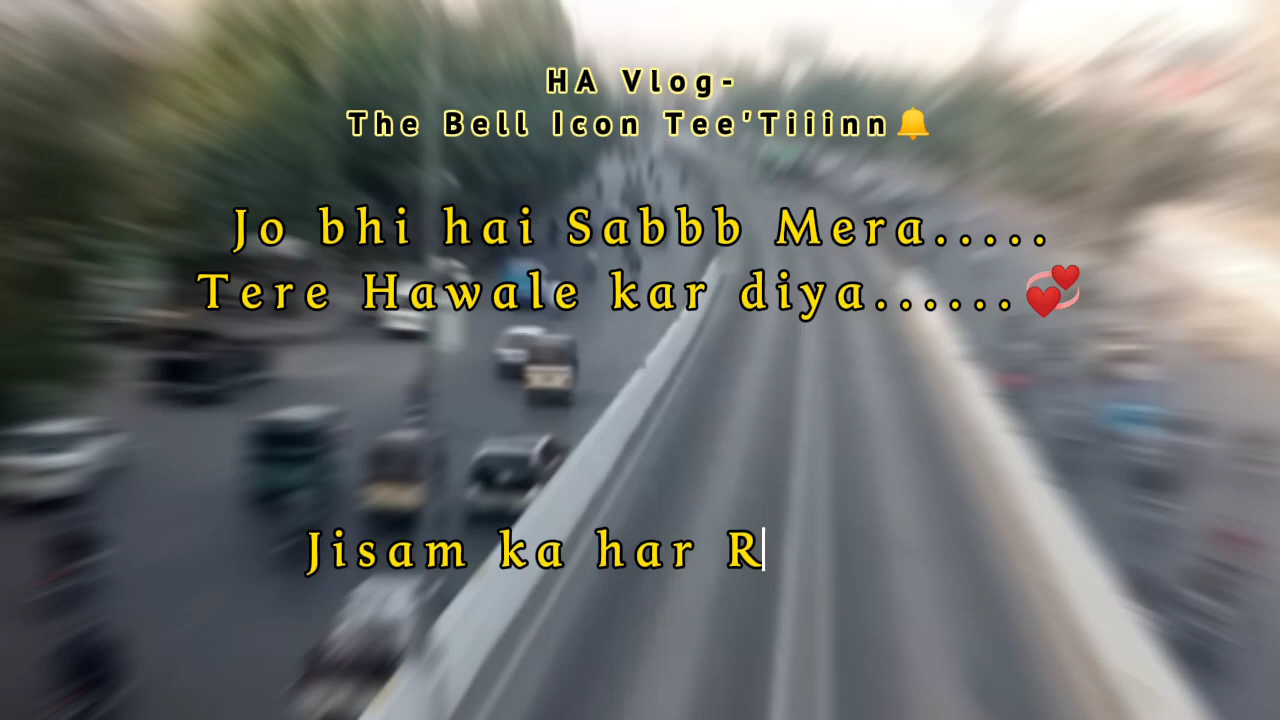 HA Vlog-
The Bell Icon Tee'Tiiinn🔔
Jo bhi hai Sabbb Mera.....
Tere Hawale kar diya......💞
Jisam ka har R